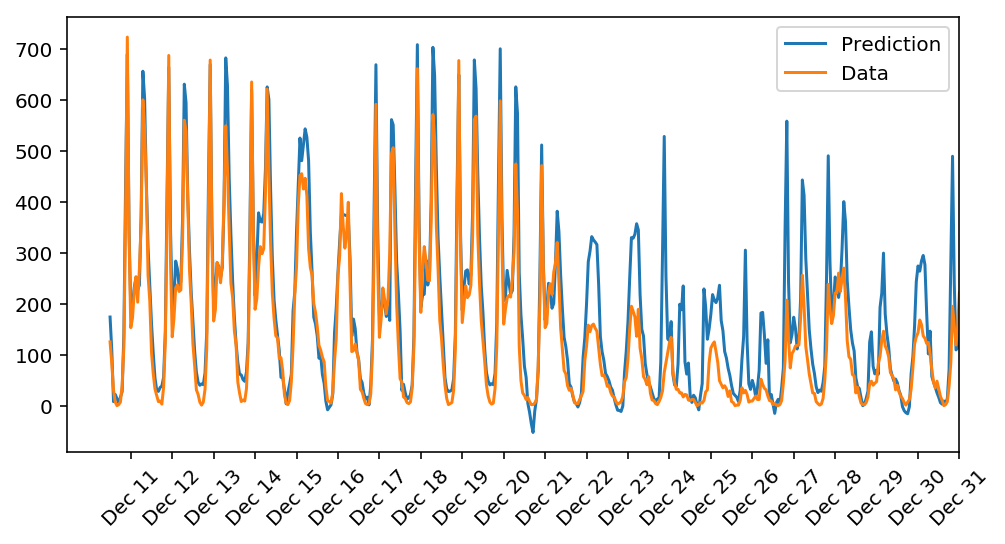 Prediction
Data
700
600
500
400
300
200
100
0
Dec 11
Dec 12
Dec 13
Dec 14
Dec 15
Dec 16
Dec 17
Dec 18
Dec 19
Dec 20
Dec 21
Dec 22
Dec 23
Dec 24
Dec 25
Dec 26
Dec 27
Dec 28
Dec 29
Dec 30
Dec 31